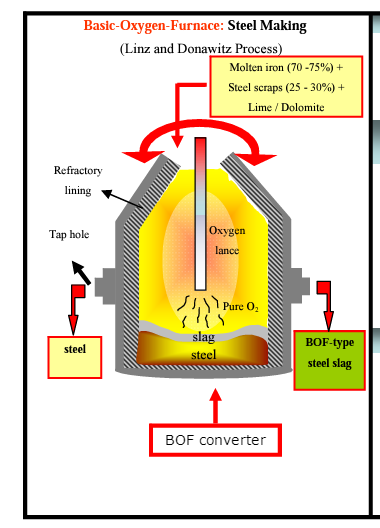 Basic-Oxygen-Furnace: Steel Making
(Linz and Donawitz Process)
Molten iron (70 -75%) +
Steel scraps (25 - 30%) +
Lime / Dolomite
Refractory
lining
Tap hole
Oxygen
lance
Pure O₂
slag
steel
steel
BOF-type
steel slag
BOF converter